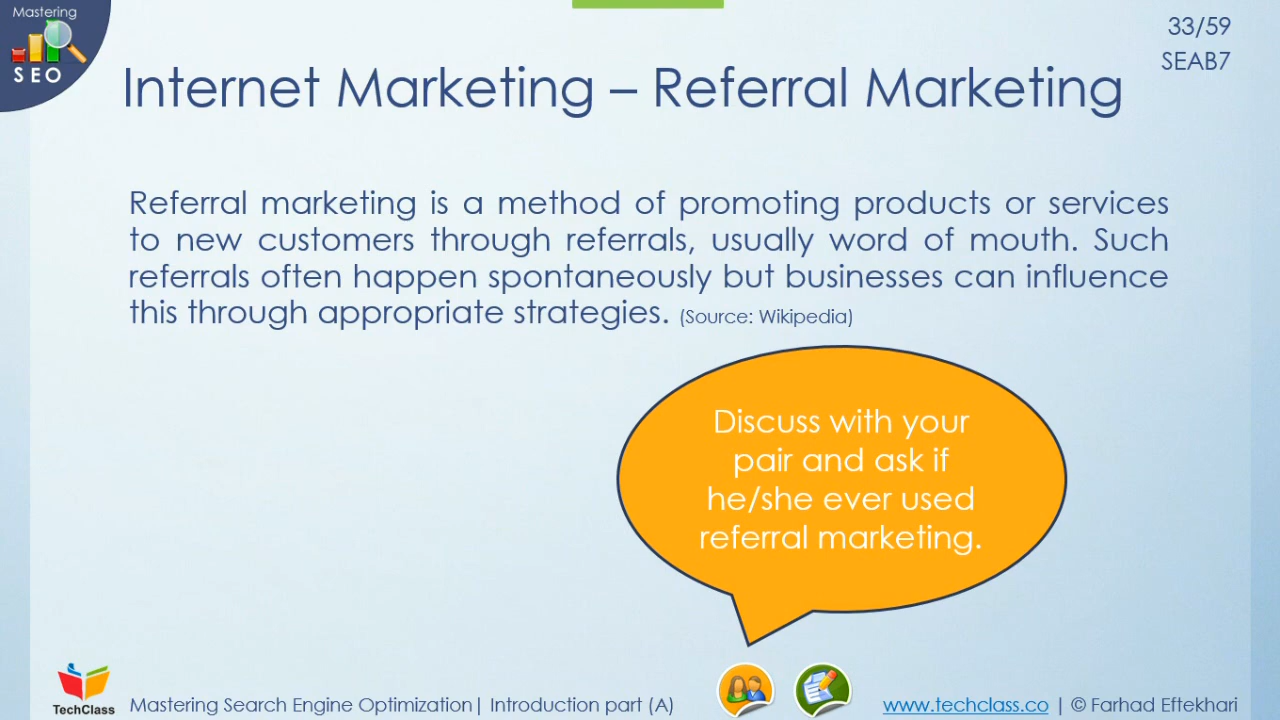 Mastering
SEO
33/59
SEAB7
Internet Marketing – Referral Marketing
Referral marketing is a method of promoting products or services
to new customers through referrals, usually word of mouth. Such
referrals often happen spontaneously but businesses can influence
this through appropriate strategies. (Source: Wikipedia)
Discuss with your
pair and ask if
he/she ever used
referral marketing.
TechClass
Mastering Search Engine Optimization| Introduction part (A)
www.techclass.co | © Farhad Eftekhari